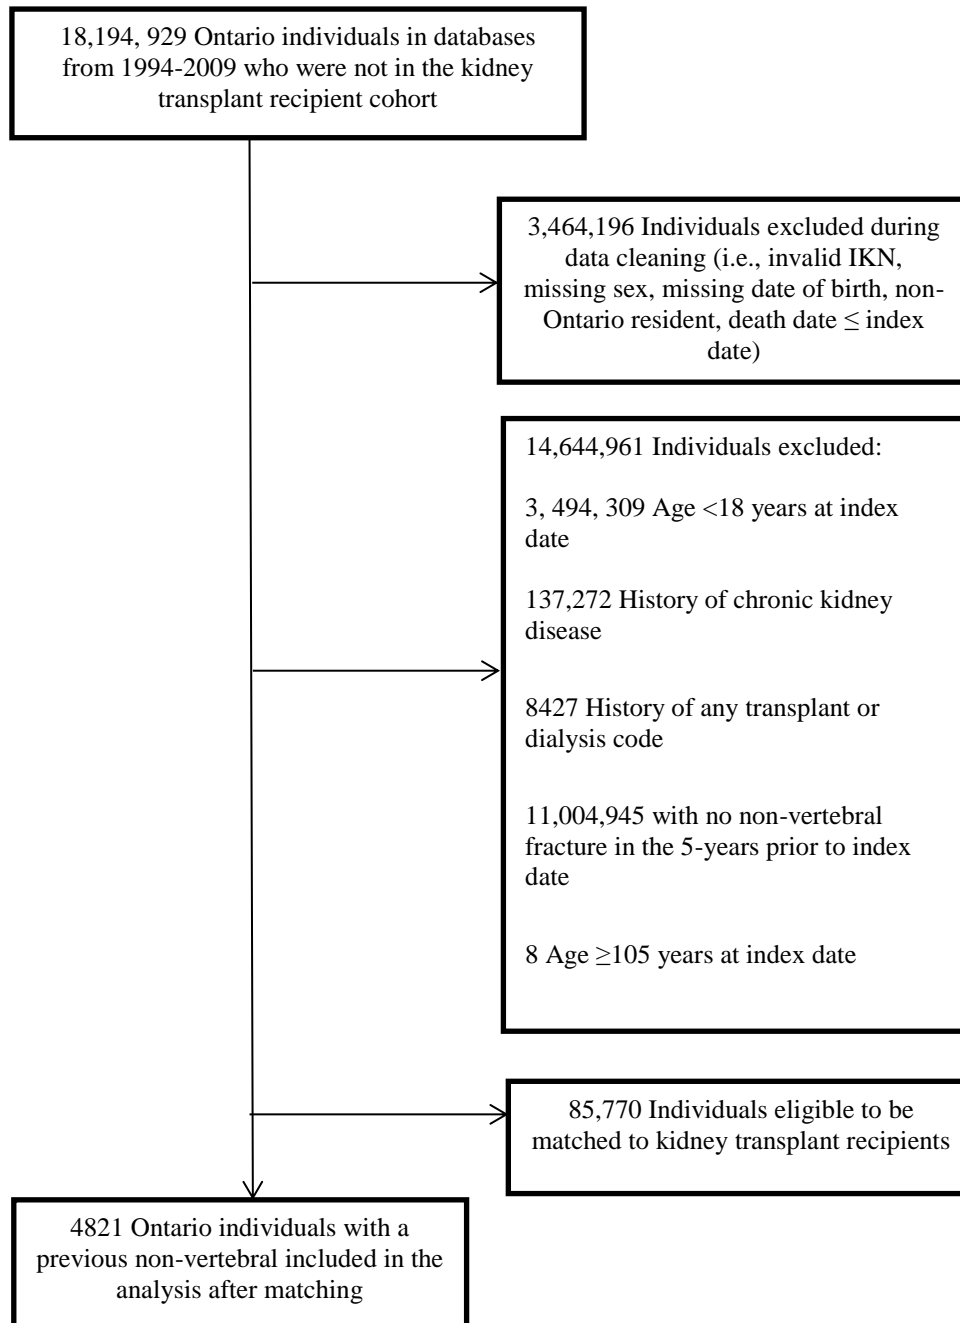 18,194, 929 Ontario individuals in databases
from 1994-2009 who were not in the kidney
transplant recipient cohort
3,464,196 Individuals excluded during
data cleaning (i.e., invalid IKN,
missing sex, missing date of birth, non-
Ontario resident, death date ≤ index
date)
14,644,961 Individuals excluded:
3, 494, 309 Age <18 years at index
date
137,272 History of chronic kidney
disease
8427 History of any transplant or
dialysis code
11,004,945 with no non-vertebral
fracture in the 5-years prior to index
date
8 Age ≥105 years at index date
85,770 Individuals eligible to be
matched to kidney transplant recipients
4821 Ontario individuals with a
previous non-vertebral included in the
analysis after matching